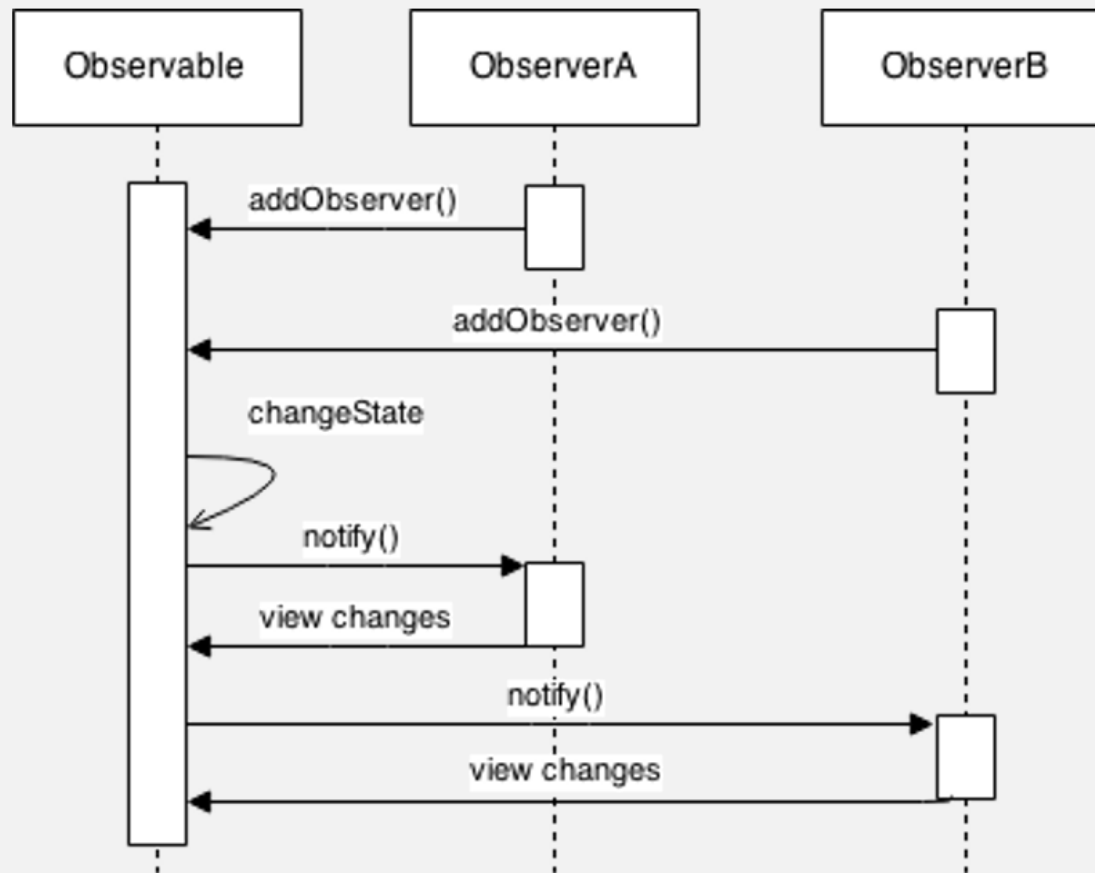 Observable
ObserverA
ObserverB
addObserver()
addObserver()
changeState
notify()
view changes
notify()
view changes